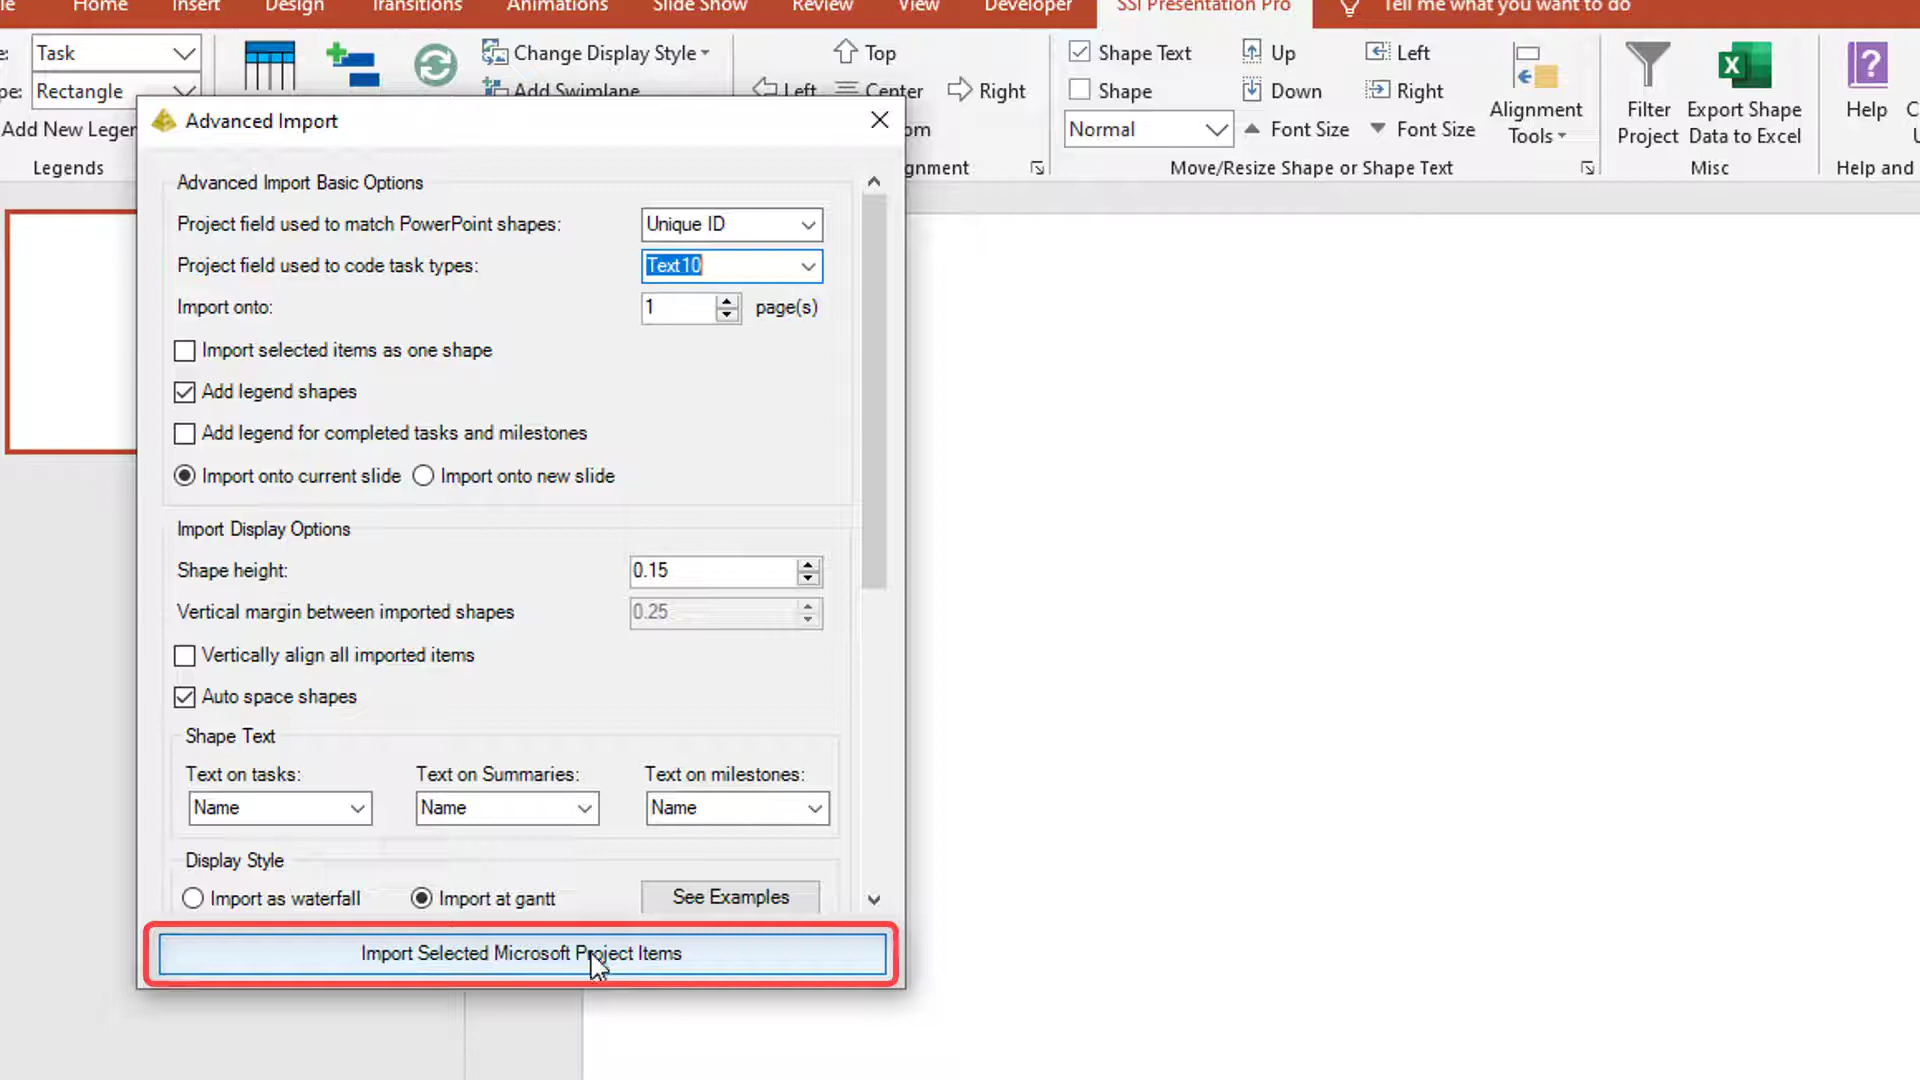 Home Insert Design Transitions Animations Slide Show Review View Developer SSI Presentation Pro Tell me what you want to do
Task
Rectangle
Add New Legen
Legends
Change Display Style
Add Swimlane
Top
Left Center Right
om
gnment
Shape Text
Shape
Normal
Up
Down
Font Size
Left
Right
Font Size
Move/Resize Shape or Shape Text
Alignment
Tools
Filter
Project
Export Shape
Data to Excel
Misc
Help
Help and
Advanced Import
Advanced Import Basic Options
Project field used to match PowerPoint shapes: Unique ID
Project field used to code task types: Text10
Import onto: 1 page(s)
Import selected items as one shape
Add legend shapes
Add legend for completed tasks and milestones
Import onto current slide Import onto new slide
Import Display Options
Shape height: 0.15
Vertical margin between imported shapes 0.25
Vertically align all imported items
Auto space shapes
Shape Text
Text on tasks: Text on Summaries: Text on milestones:
Name Name Name
Display Style
Import as waterfall Import at gantt See Examples
Import Selected Microsoft Project Items